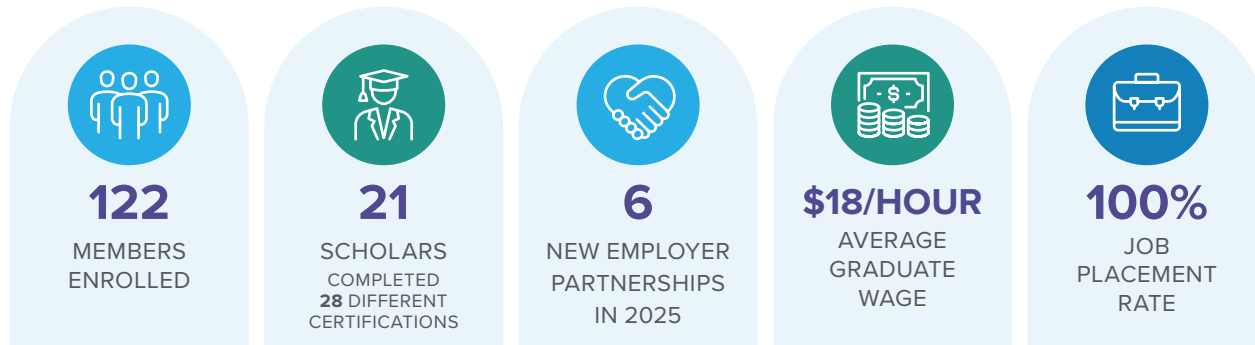 122
MEMBERS
ENROLLED
21
SCHOLARS
COMPLETED
28 DIFFERENT
CERTIFICATIONS
6
NEW EMPLOYER
PARTNERSHIPS
IN 2025
$18/HOUR
AVERAGE
GRADUATE
WAGE
100%
JOB
PLACEMENT
RATE